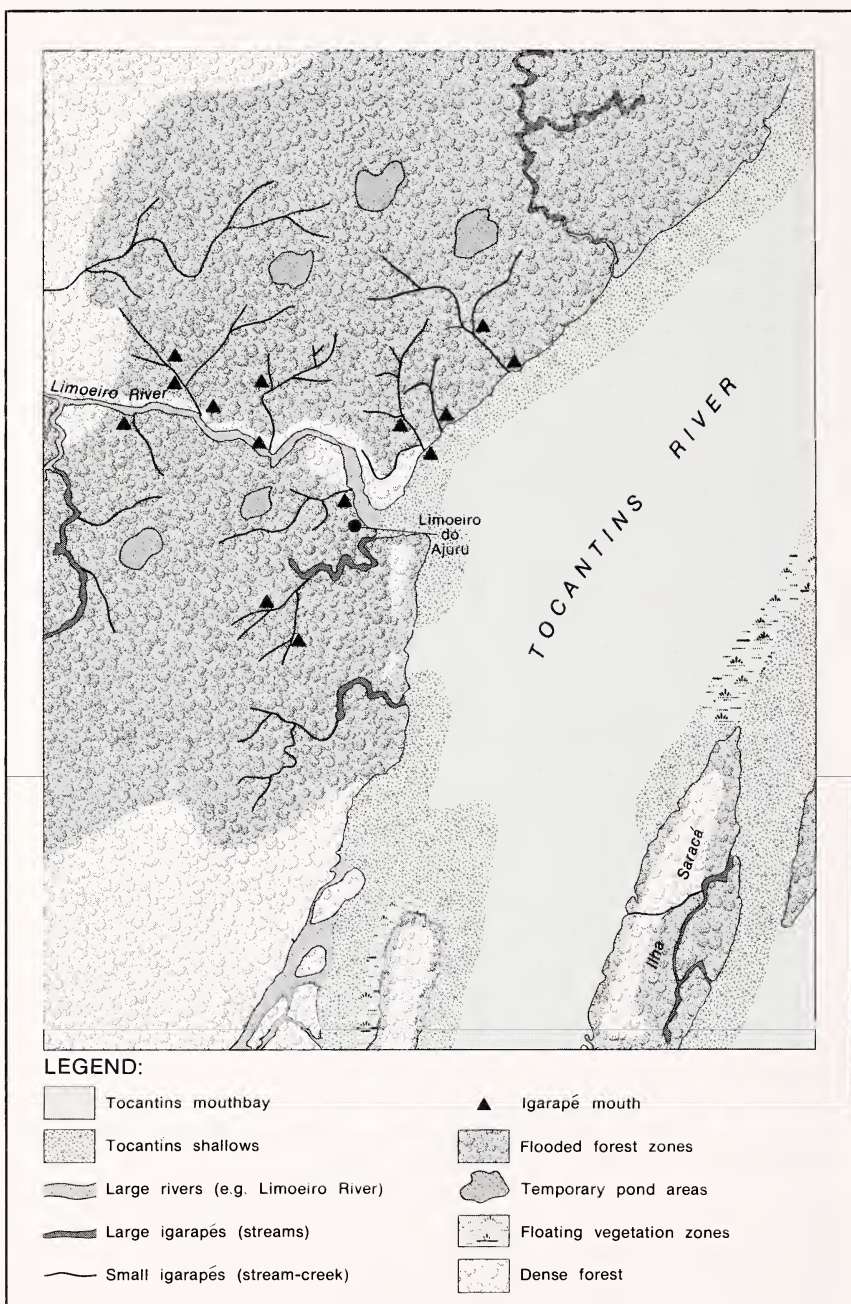 Limoeiro River
Limoeiro
do
Ajuru
TOCANTINS RIVER
Ilha Saracá
LEGEND:
Tocantins mouthbay
Tocantins shallows
Large rivers (e.g. Limoeiro River)
Large igarapés (streams)
Small igarapés (stream-creek)
Igarapé mouth
Flooded forest zones
Temporary pond areas
Floating vegetation zones
Dense forest